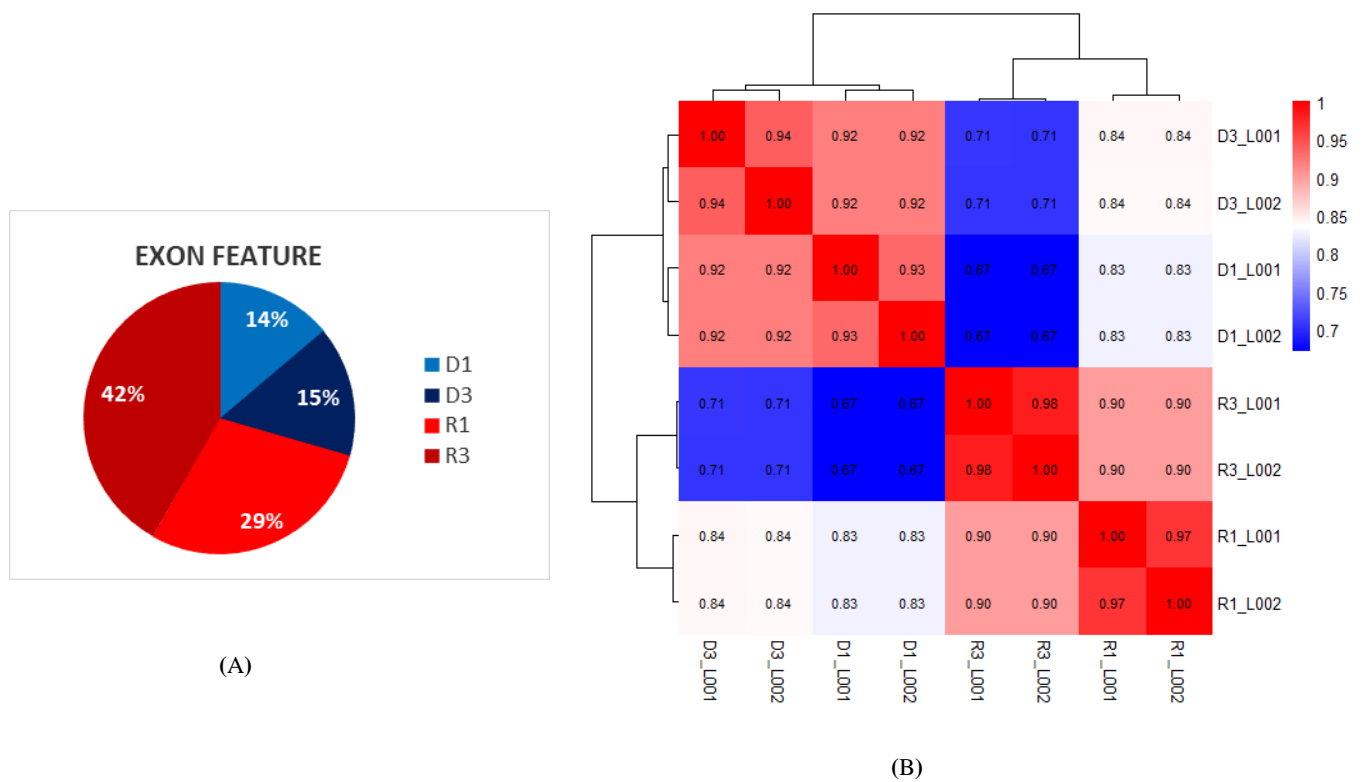 EXON FEATURE
14%
15%
29%
42%
D1
D3
R1
R3
(A)
1.00 0.94 0.92 0.92 0.71 0.71 0.84 0.84 D3_L001
0.94 1.00 0.92 0.92 0.71 0.71 0.84 0.84 D3_L002
0.92 0.92 1.00 0.93 0.67 0.67 0.83 0.83 D1_L001
0.92 0.92 0.93 1.00 0.67 0.67 0.83 0.83 D1_L002
0.71 0.71 0.67 0.67 1.00 0.98 0.90 0.90 R3_L001
0.71 0.71 0.67 0.67 0.98 1.00 0.90 0.90 R3_L002
0.84 0.84 0.83 0.83 0.90 0.90 1.00 0.97 R1_L001
0.84 0.84 0.83 0.83 0.90 0.90 0.97 1.00 R1_L002
D3_L001 D3_L002 D1_L001 D1_L002 R3_L001 R3_L002 R1_L001 R1_L002
1
0.95
0.9
0.85
0.8
0.75
0.7
(B)